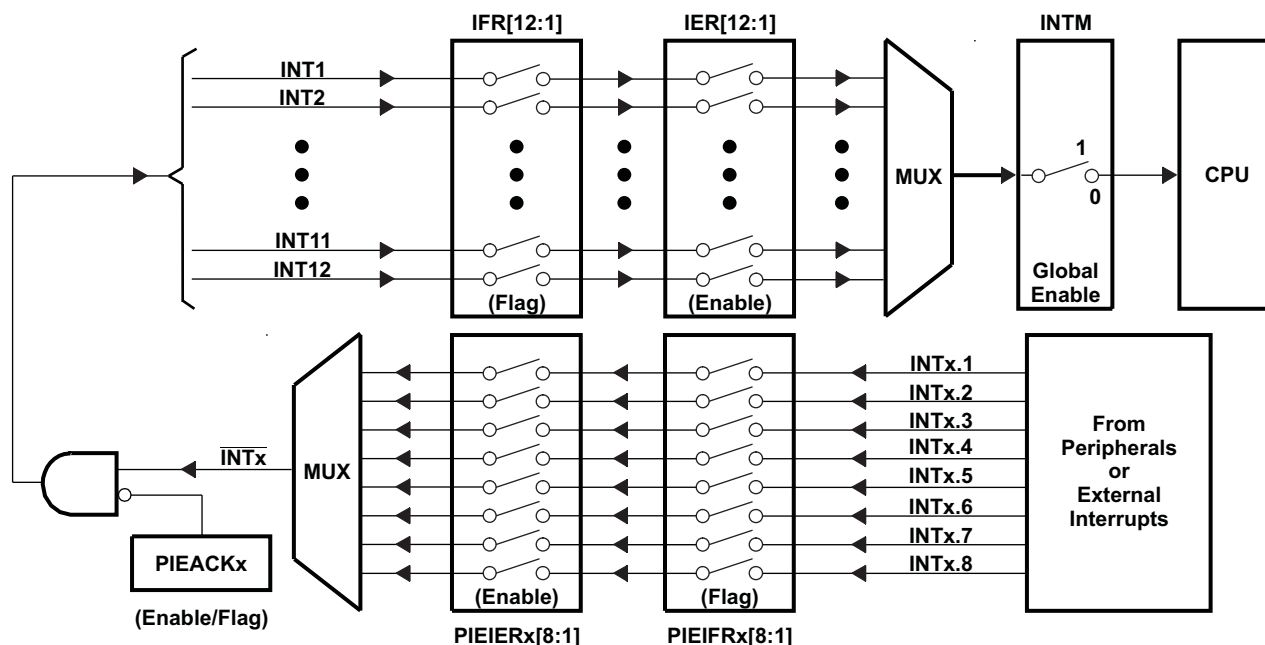 IFR[12:1]
IER[12:1]
INTM
INT1
INT2
1
MUX
CPU
0
INT11
INT12
Global
Enable
(Flag)
(Enable)
INTx.1
INTx.2
INTx.3
INTx.4
INTx.5
INTx.6
INTx.7
INTx.8
From
Peripherals
or
External
Interrupts
INTx
MUX
PIEACKx
(Enable/Flag)
(Enable)
(Flag)
PIEIERx[8:1]
PIEIFRx[8:1]